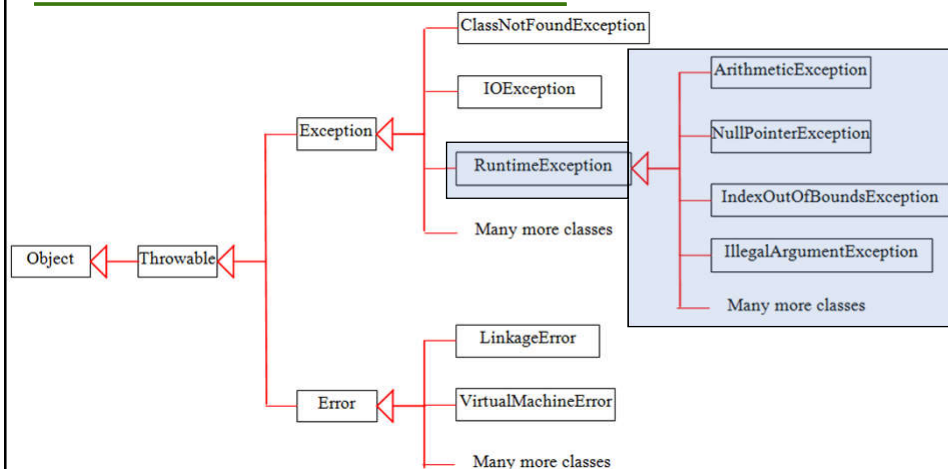 ClassNotFoundException
IOException
Exception
RuntimeException
Many more classes
ArithmeticException
NullPointerException
IndexOutOfBoundsException
IllegalArgumentException
Many more classes
Object
Throwable
Error
LinkageError
VirtualMachineError
Many more classes